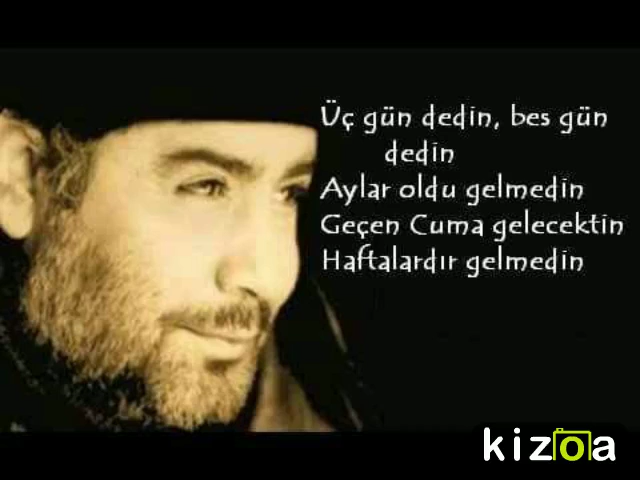 Üç gün dedin, bes gün
dedin
Aylar oldu gelmedin
Geçen Cuma gelecektin
Haftalardır gelmedin
kizoa